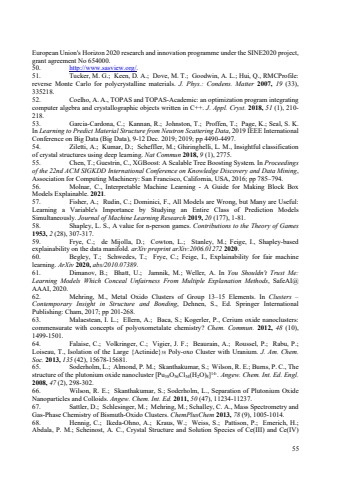 European Union's Horizon 2020 research and innovation programme under the SINE2020 project,
grant agreement No 654000.
50. http://www.sasview.org/.
51. Tucker, M. G.; Keen, D. A.; Dove, M. T.; Goodwin, A. L.; Hui, Q., RMCProfile:
reverse Monte Carlo for polycrystalline materials. J. Phys.: Condens. Matter 2007, 19 (33),
335218.
52. Coelho, A. A., TOPAS and TOPAS-Academic: an optimization program integrating
computer algebra and crystallographic objects written in C++. J. Appl. Cryst. 2018, 51 (1), 210-
218.
53. Garcia-Cardona, C.; Kannan, R.; Johnston, T.; Proffen, T.; Page, K.; Seal, S. K.
In Learning to Predict Material Structure from Neutron Scattering Data, 2019 IEEE International
Conference on Big Data (Big Data), 9-12 Dec. 2019; 2019; pp 4490-4497.
54. Ziletti, A.; Kumar, D.; Scheffler, M.; Ghiringhelli, L. M., Insightful classification
of crystal structures using deep learning. Nat Commun 2018, 9 (1), 2775.
55. Chen, T.; Guestrin, C., XGBoost: A Scalable Tree Boosting System. In Proceedings
of the 22nd ACM SIGKDD International Conference on Knowledge Discovery and Data Mining,
Association for Computing Machinery: San Francisco, California, USA, 2016; pp 785–794.
56. Molnar, C., Interpretable Machine Learning - A Guide for Making Block Box
Models Explainable. 2021.
57. Fisher, A.; Rudin, C.; Dominici, F., All Models are Wrong, but Many are Useful:
Learning a Variable's Importance by Studying an Entire Class of Prediction Models
Simultaneously. Journal of Machine Learning Research 2019, 20 (177), 1-81.
58. Shapley, L. S., A value for n-person games. Contributions to the Theory of Games
1953, 2 (28), 307-317.
59. Frye, C.; de Mijolla, D.; Cowton, L.; Stanley, M.; Feige, I., Shapley-based
explainability on the data manifold. arXiv preprint arXiv:2006.01272 2020.
60. Begley, T.; Schwedes, T.; Frye, C.; Feige, I., Explainability for fair machine
learning. ArXiv 2020, abs/2010.07389.
61. Dimanov, B.; Bhatt, U.; Jamnik, M.; Weller, A. In You Shouldn't Trust Me:
Learning Models Which Conceal Unfairness From Multiple Explanation Methods, SafeAI@
AAAI, 2020.
62. Mehring, M., Metal Oxido Clusters of Group 13–15 Elements. In Clusters –
Contemporary Insight in Structure and Bonding, Dehnen, S., Ed. Springer International
Publishing: Cham, 2017; pp 201-268.
63. Malaestean, I. L.; Ellern, A.; Baca, S.; Kogerler, P., Cerium oxide nanoclusters:
commensurate with concepts of polyoxometalate chemistry? Chem. Commun. 2012, 48 (10),
1499-1501.
64. Falaise, C.; Volkringer, C.; Vigier, J. F.; Beaurain, A.; Roussel, P.; Rabu, P.;
Loiseau, T., Isolation of the Large {Actinide}₃₈ Poly-oxo Cluster with Uranium. J. Am. Chem.
Soc. 2013, 135 (42), 15678-15681.
65. Soderholm, L.; Almond, P. M.; Skanthakumar, S.; Wilson, R. E.; Burns, P. C., The
structure of the plutonium oxide nanocluster [Pu₃₈O₅₆Cl₅₄(H₂O)₈]¹⁴⁻. Angew. Chem. Int. Ed. Engl.
2008, 47 (2), 298-302.
66. Wilson, R. E.; Skanthakumar, S.; Soderholm, L., Separation of Plutonium Oxide
Nanoparticles and Colloids. Angew. Chem. Int. Ed. 2011, 50 (47), 11234-11237.
67. Sattler, D.; Schlesinger, M.; Mehring, M.; Schalley, C. A., Mass Spectrometry and
Gas-Phase Chemistry of Bismuth-Oxido Clusters. ChemPlusChem 2013, 78 (9), 1005-1014.
68. Hennig, C.; Ikeda-Ohno, A.; Kraus, W.; Weiss, S.; Pattison, P.; Emerich, H.;
Abdala, P. M.; Scheinost, A. C., Crystal Structure and Solution Species of Ce(III) and Ce(IV)
55